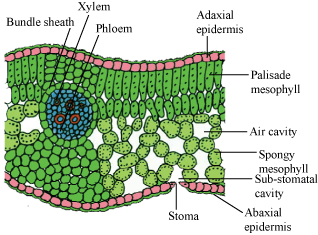 Xylem
Bundle sheath
Phloem
Adaxial
epidermis
Palisade
mesophyll
Air cavity
Spongy
mesophyll
Sub-stomatal
cavity
Stoma
Abaxial
epidermis